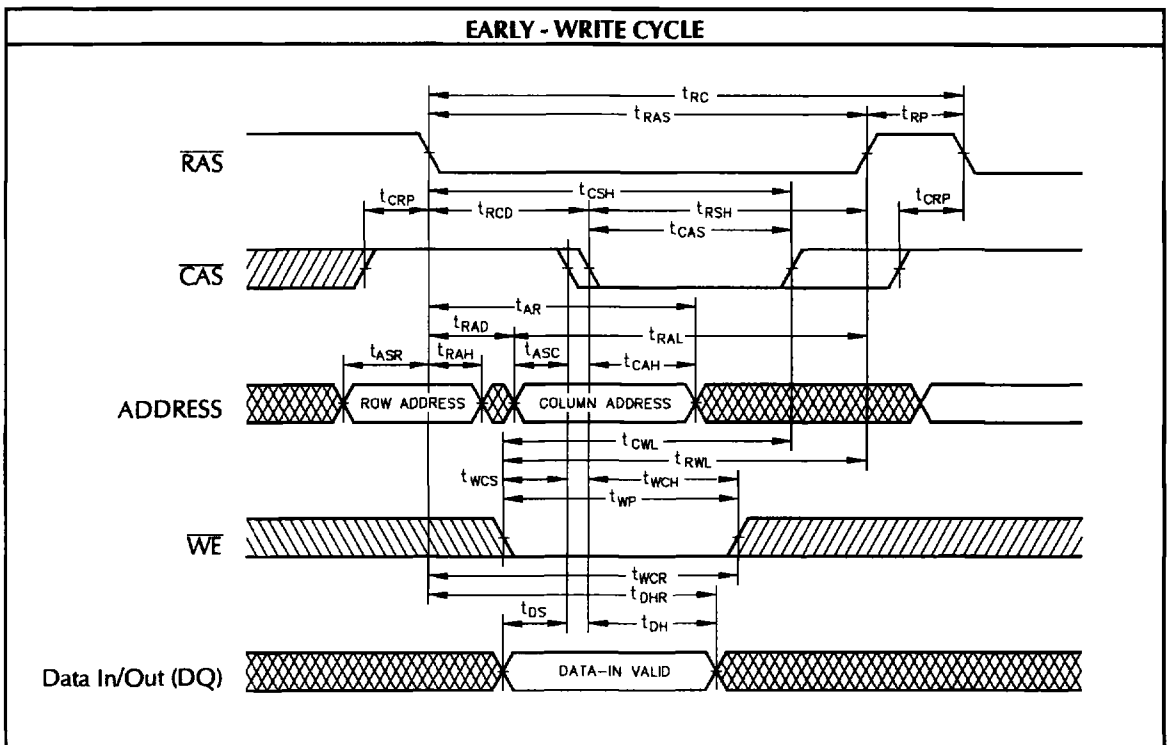 EARLY - WRITE CYCLE
tRC
tRAS
tRP
RAS
tCSH
tCRP
tRCD
tRSH
tCRP
tCAS
CAS
tAR
tRAD
tRAL
tASR
tRAH
tASC
tCAH
ADDRESS
ROW ADDRESS
COLUMN ADDRESS
tCWL
tRWL
tWCS
tWCH
tWP
WE
tWCR
tDHR
tDS
tDH
Data In/Out (DQ)
DATA-IN VALID